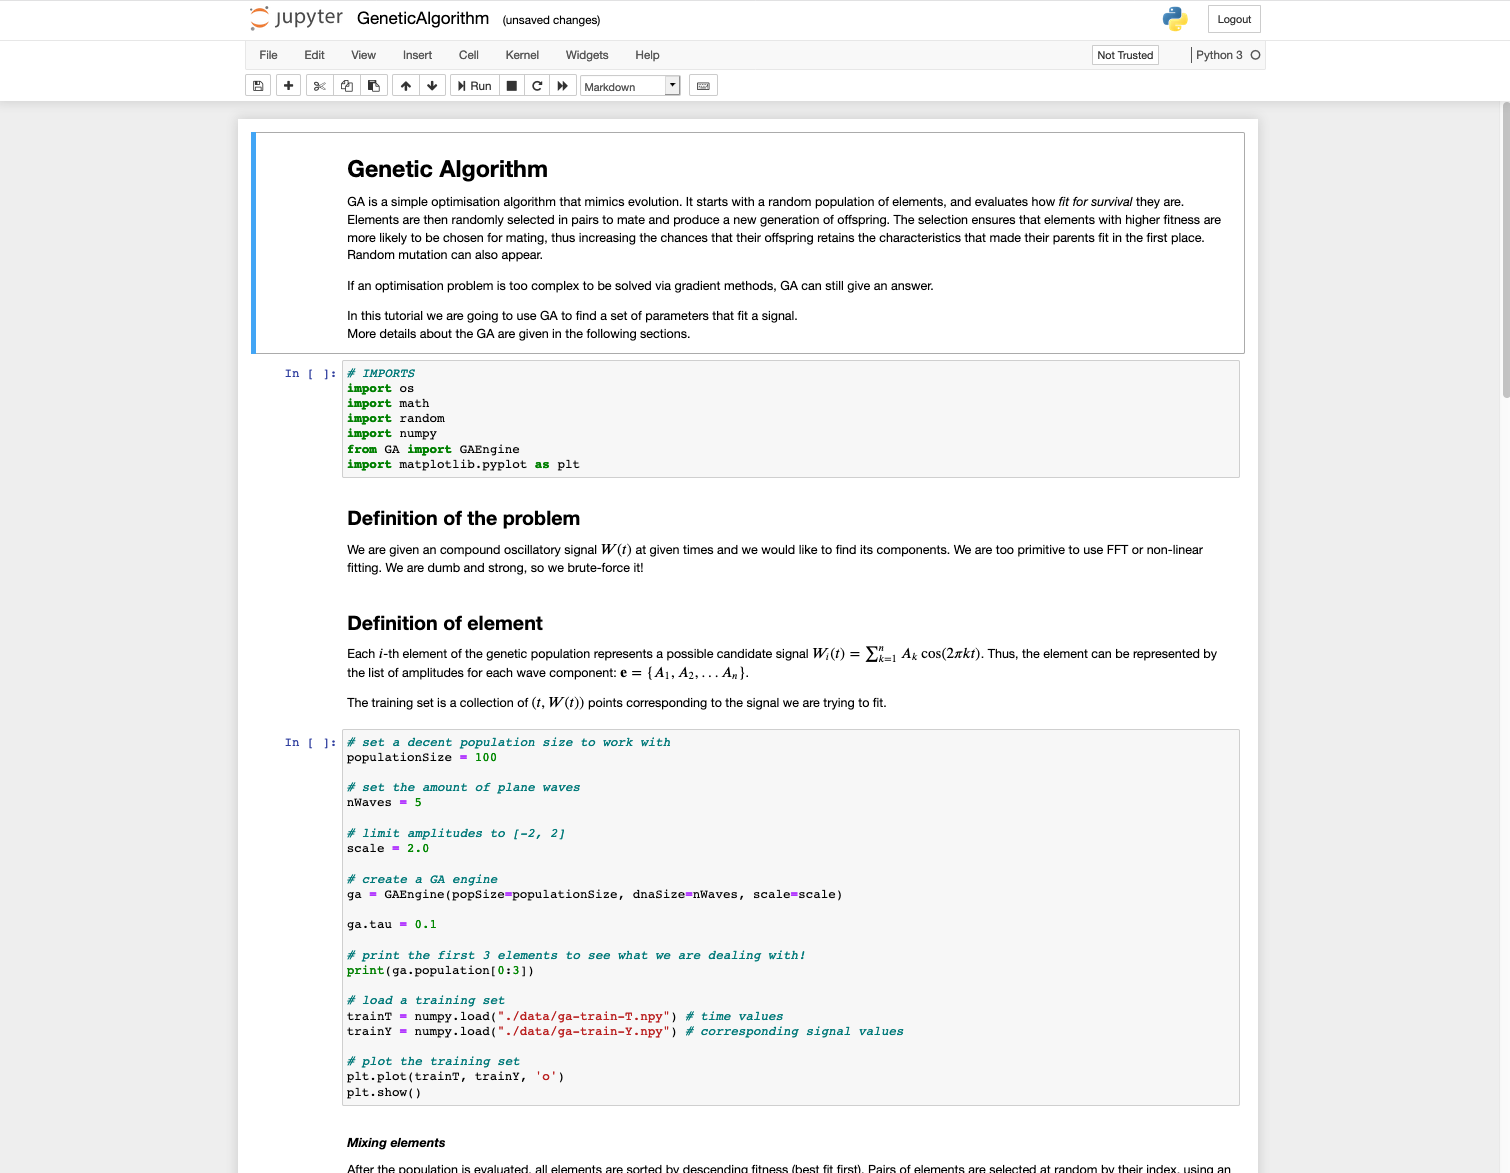 jupyter GeneticAlgorithm (unsaved changes) Logout
File Edit View Insert Cell Kernel Widgets Help Not Trusted Python 3
Run Markdown
Genetic Algorithm
GA is a simple optimisation algorithm that mimics evolution. It starts with a random population of elements, and evaluates how fit for survival they are.
Elements are then randomly selected in pairs to mate and produce a new generation of offspring. The selection ensures that elements with higher fitness are
more likely to be chosen for mating, thus increasing the chances that their offspring retains the characteristics that made their parents fit in the first place.
Random mutation can also appear.
If an optimisation problem is too complex to be solved via gradient methods, GA can still give an answer.
In this tutorial we are going to use GA to find a set of parameters that fit a signal.
More details about the GA are given in the following sections.
In [ ]: # IMPORTS
import os
import math
import random
import numpy
from GA import GAEngine
import matplotlib.pyplot as plt
Definition of the problem
We are given an compound oscillatory signal W(t) at given times and we would like to find its components. We are too primitive to use FFT or non-linear
fitting. We are dumb and strong, so we brute-force it!
Definition of element
Each i-th element of the genetic population represents a possible candidate signal Wᵢ(t) = ∑ⁿₖ₌₁ Aₖ cos(2πkt). Thus, the element can be represented by
the list of amplitudes for each wave component: e = {A₁, A₂, . . . Aₙ}.
The training set is a collection of (t, W(t)) points corresponding to the signal we are trying to fit.
In [ ]: # set a decent population size to work with
populationSize = 100
# set the amount of plane waves
nWaves = 5
# limit amplitudes to [-2, 2]
scale = 2.0
# create a GA engine
ga = GAEngine(popSize=populationSize, dnaSize=nWaves, scale=scale)
ga.tau = 0.1
# print the first 3 elements to see what we are dealing with!
print(ga.population[0:3])
# load a training set
trainT = numpy.load("./data/ga-train-T.npy") # time values
trainY = numpy.load("./data/ga-train-Y.npy") # corresponding signal values
# plot the training set
plt.plot(trainT, trainY, 'o')
plt.show()
Mixing elements
After the population is evaluated, all elements are sorted by descending fitness (best fit first). Pairs of elements are selected at random by their index, using an